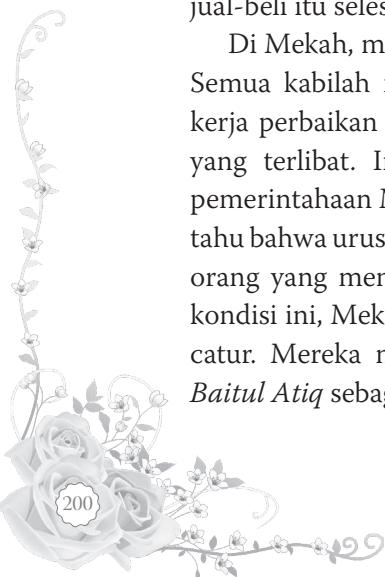 jual-beli itu seles
Di Mekah, m
Semua kabilah
kerja perbaikan
yang terlibat. I
pemerintahaan
tahu bahwa urus
orang yang men
kondisi ini, Mek
catur. Mereka
Baitul Atiq sebag
200